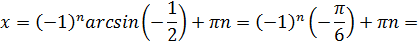 x = (−1)ⁿarcsin(−1/2) + πn = (−1)ⁿ(−π/6) + πn =